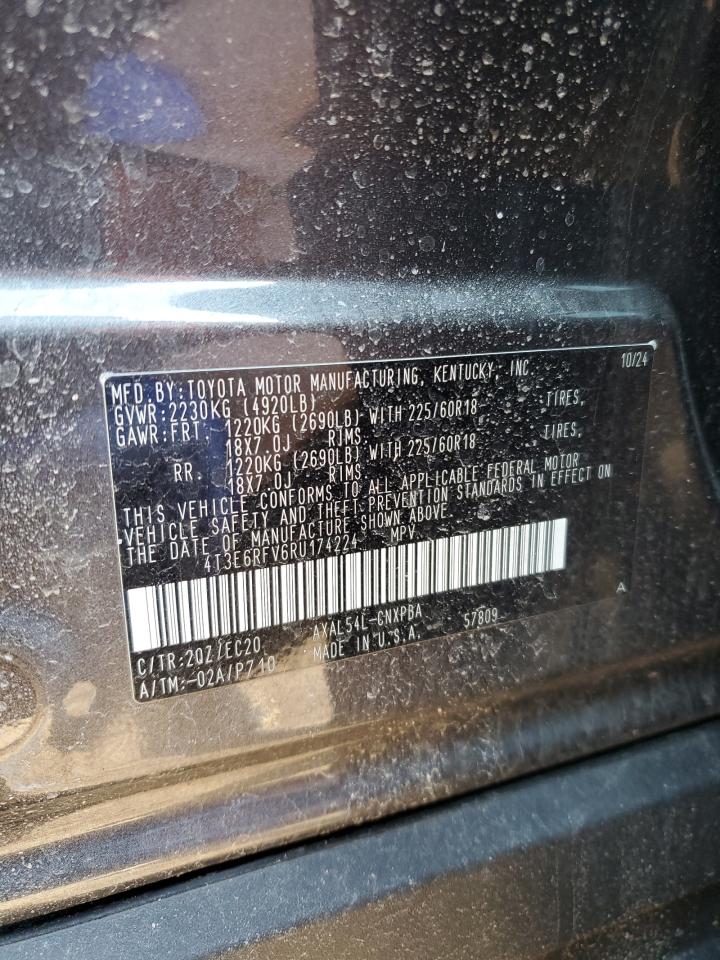 MFD.BY:TOYOTA MOTOR MANUFACTURING, KENTUCKY, INC. 10/24
GVWR:2230KG (4920LB)
GAWR:FRT. 1220KG (2690LB) WITH 225/60R18 TIRES,
18X7.0J RIMS.
RR. 1220KG (2690LB) WITH 225/60R18 TIRES,
18X7.0J RIMS.
THIS VEHICLE CONFORMS TO ALL APPLICABLE FEDERAL MOTOR
VEHICLE SAFETY AND THEFT PREVENTION STANDARDS IN EFFECT ON
THE DATE OF MANUFACTURE SHOWN ABOVE.
4T3E6RFV6RU174224 MPV
A
C/TR:2QZ/EC20 AXAL54L-CNXPBA 57809
A/TM:-02A/P710 MADE IN U.S.A.